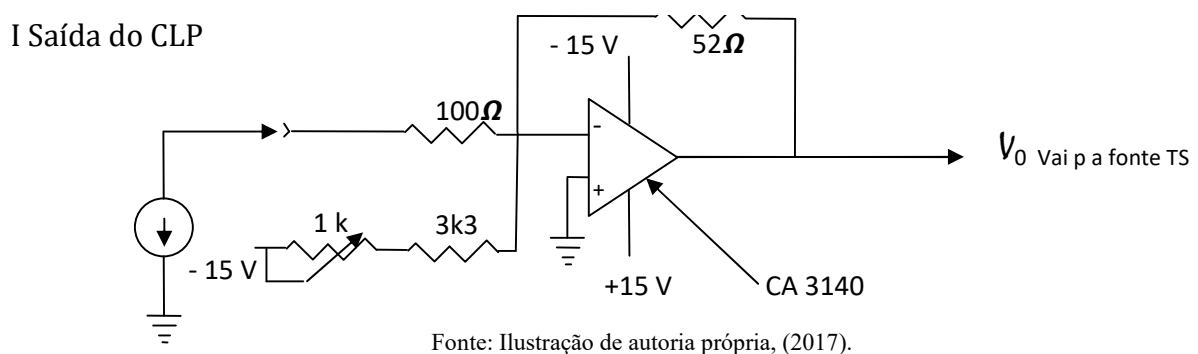 I Saída do CLP
- 15 V
52Ω
100Ω
-
V0 Vai p a fonte TS
+
1 k
3k3
- 15 V
+15 V
CA 3140
Fonte: Ilustração de autoria própria, (2017).